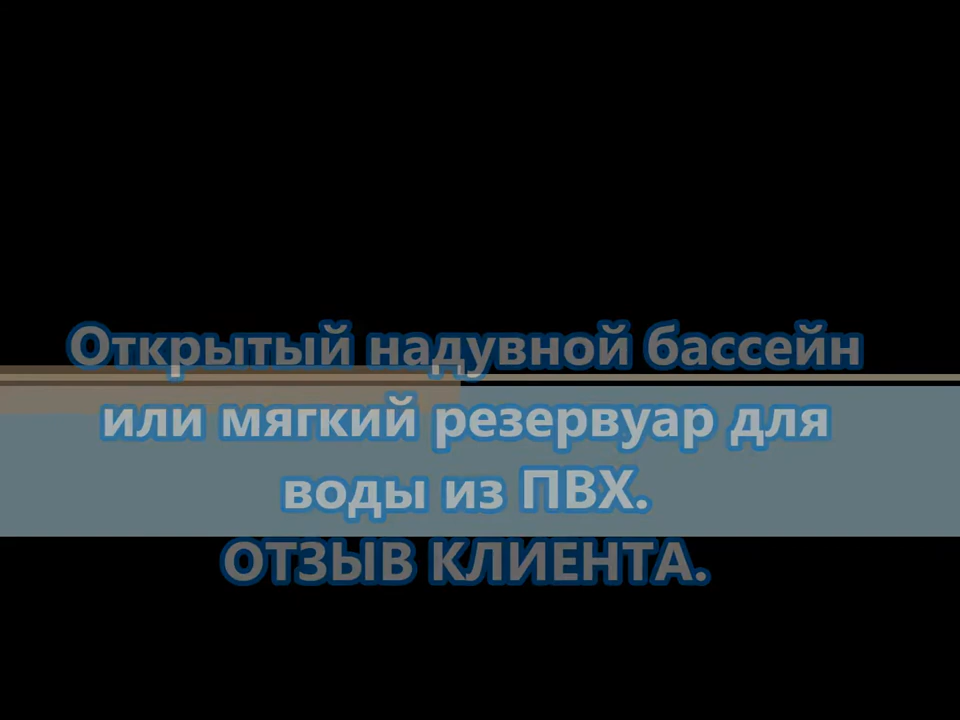 Открытый надувной бассейн
или мягкий резервуар для
воды из ПВХ.
ОТЗЫВ КЛИЕНТА.